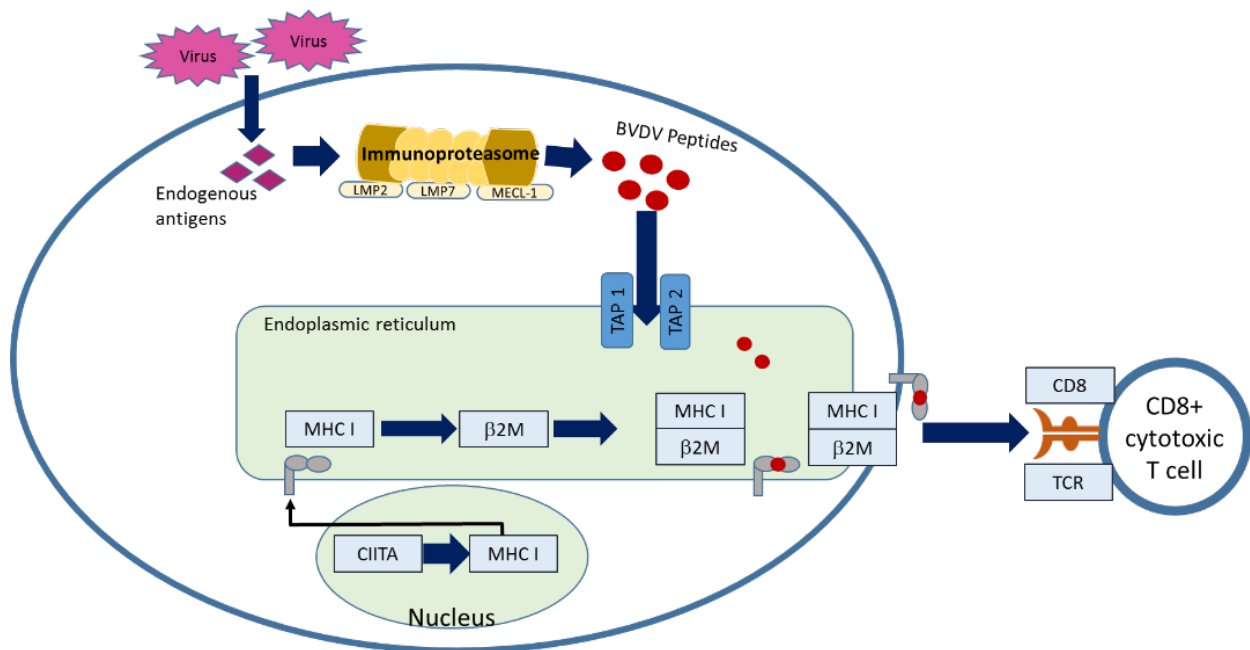 Virus
Virus
BVDV Peptides
Immunoproteasome
LMP2
LMP7
MECL-1
Endogenous
antigens
TAP 1
TAP 2
Endoplasmic reticulum
MHC I
β2M
MHC I
β2M
MHC I
β2M
CD8
TCR
CD8+
cytotoxic
T cell
CIITA
MHC I
Nucleus